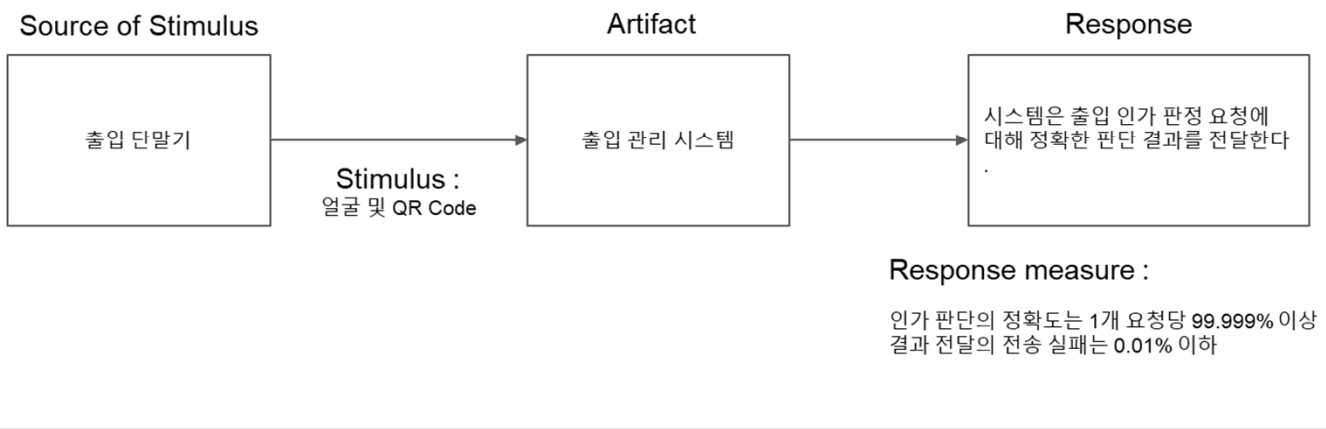 Source of Stimulus
Artifact
Response
출입 단말기
출입 관리 시스템
시스템은 출입 인가 판정 요청에
대해 정확한 판단 결과를 전달한다
.
Stimulus :
얼굴 및 QR Code
Response measure :
인가 판단의 정확도는 1개 요청당 99.999% 이상
결과 전달의 전송 실패는 0.01% 이하